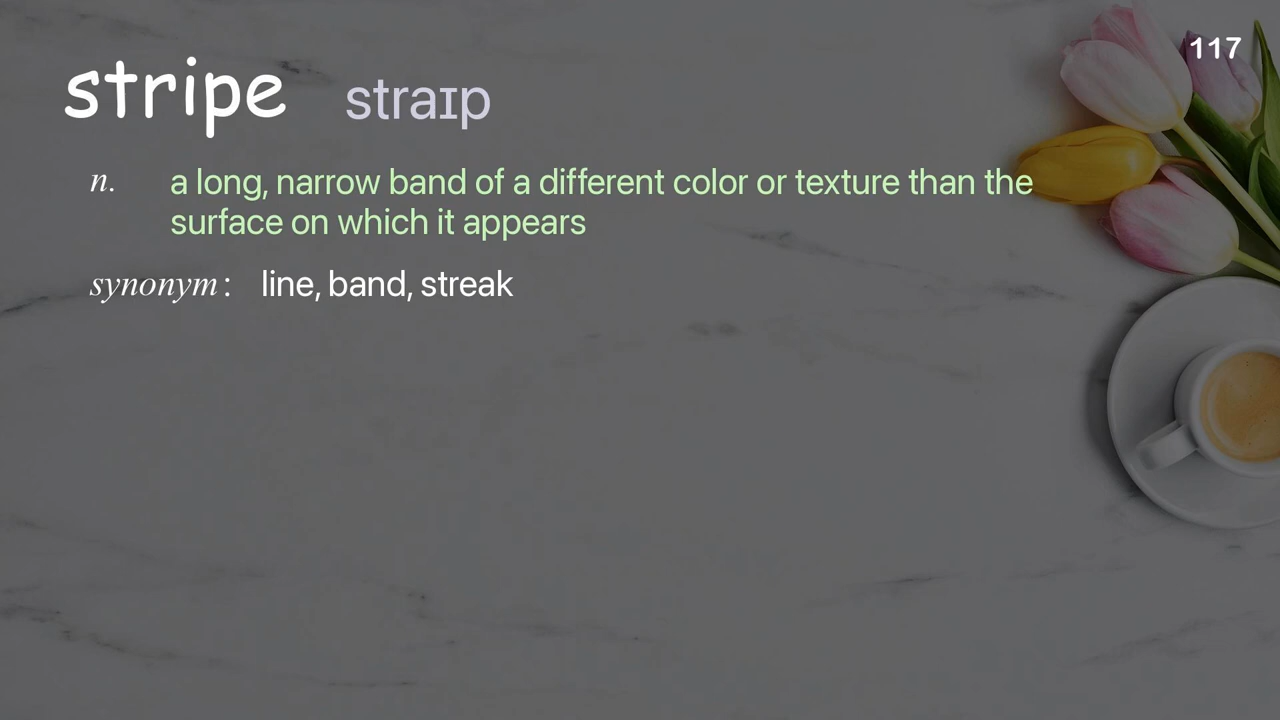 117
stripe straɪp
n. a long, narrow band of a different color or texture than the
surface on which it appears
synonym: line, band, streak